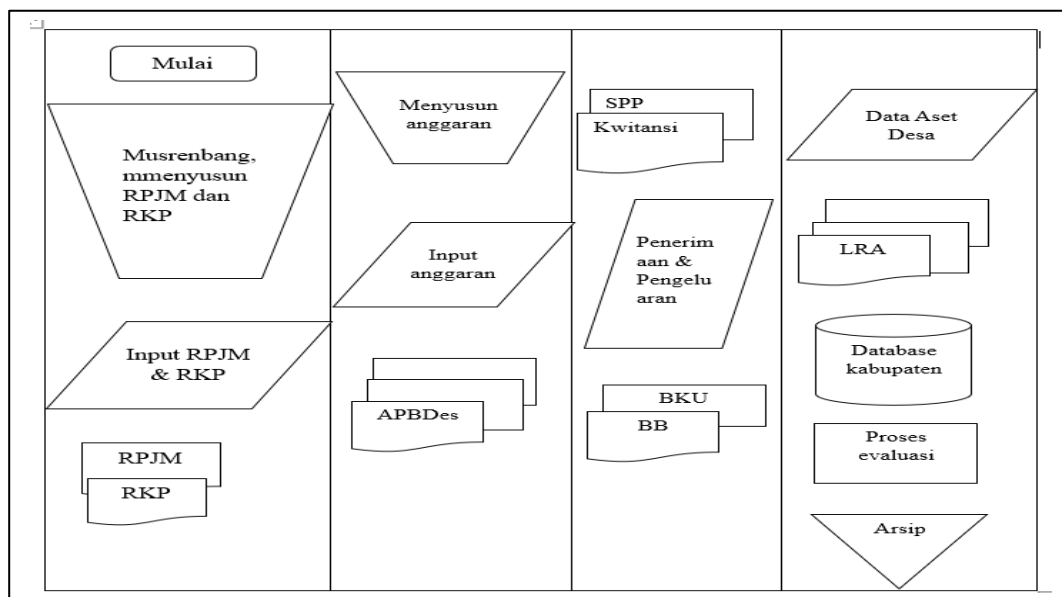 Mulai
Musrenbang,
mmenyusun
RPJM dan
RKP
Input RPJM
& RKP
RPJM
RKP
Menyusun
anggaran
Input
anggaran
APBDes
SPP
Kwitansi
Penerim
aan &
Pengelu
aran
BKU
BB
Data Aset
Desa
LRA
Database
kabupaten
Proses
evaluasi
Arsip